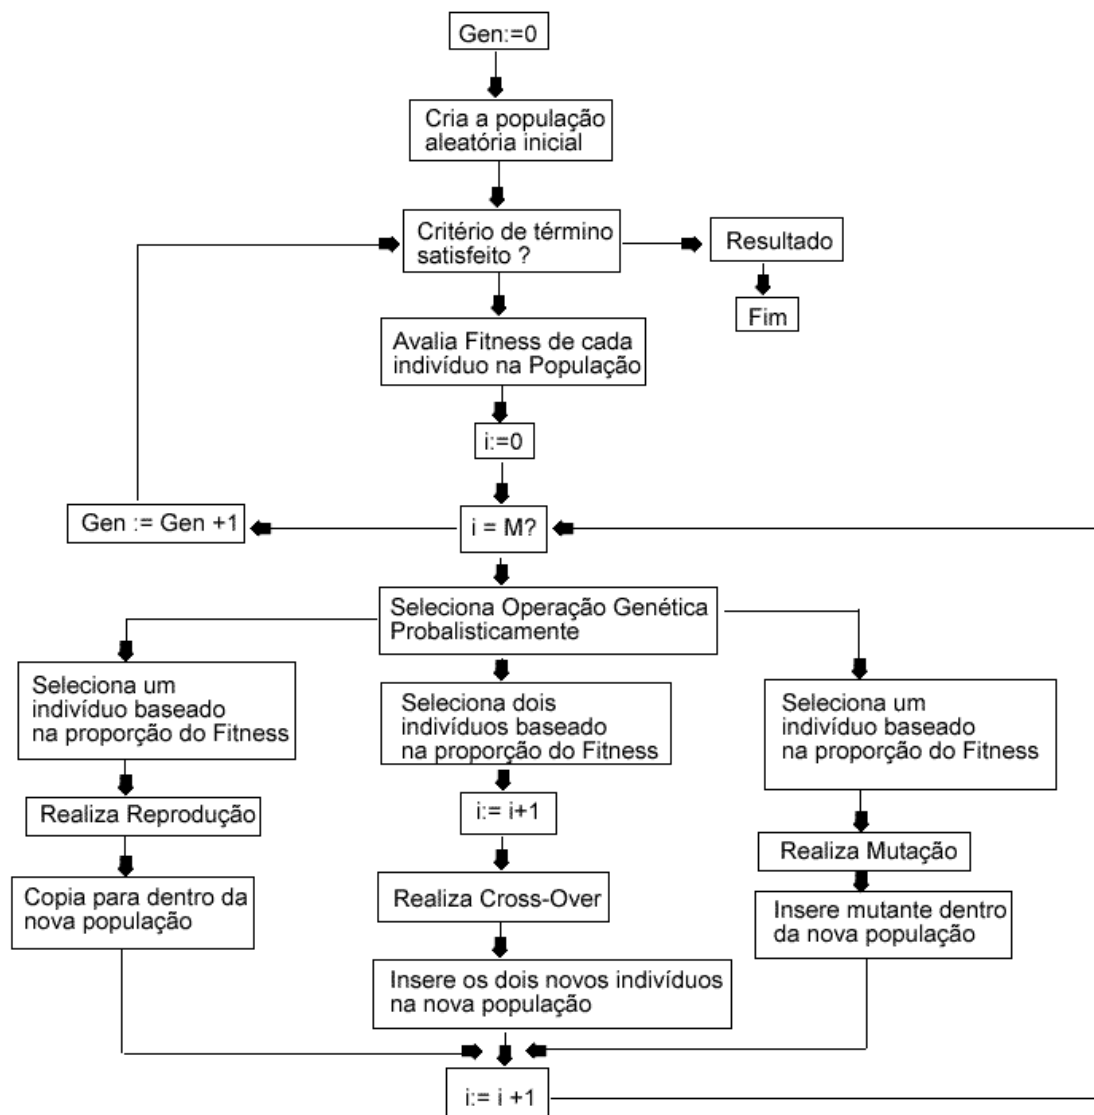 Gen:=0
Cria a população
aleatória inicial
Critério de término
satisfeito ?
Resultado
Fim
Avalia Fitness de cada
indivíduo na População
i:=0
Gen := Gen +1
i = M?
Seleciona Operação Genética
Probalisticamente
Seleciona um
indivíduo baseado
na proporção do Fitness
Seleciona dois
indivíduos baseado
na proporção do Fitness
Seleciona um
indivíduo baseado
na proporção do Fitness
Realiza Reprodução
i:= i+1
Realiza Mutação
Copia para dentro da
nova população
Realiza Cross-Over
Insere mutante dentro
da nova população
Insere os dois novos indivíduos
na nova população
i:= i +1